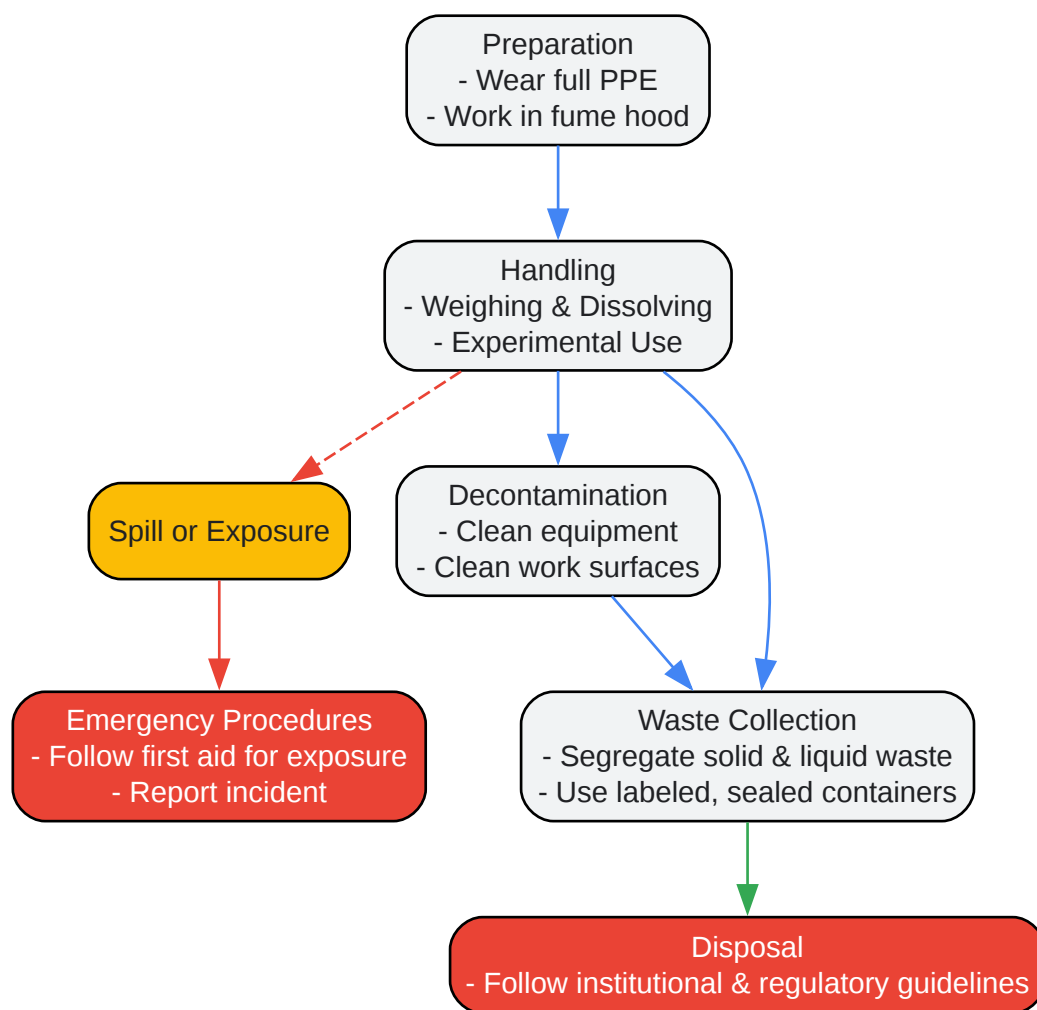 Preparation
- Wear full PPE
- Work in fume hood
Handling
- Weighing & Dissolving
- Experimental Use
Spill or Exposure
Decontamination
- Clean equipment
- Clean work surfaces
Emergency Procedures
- Follow first aid for exposure
- Report incident
Waste Collection
- Segregate solid & liquid waste
- Use labeled, sealed containers
Disposal
- Follow institutional & regulatory guidelines